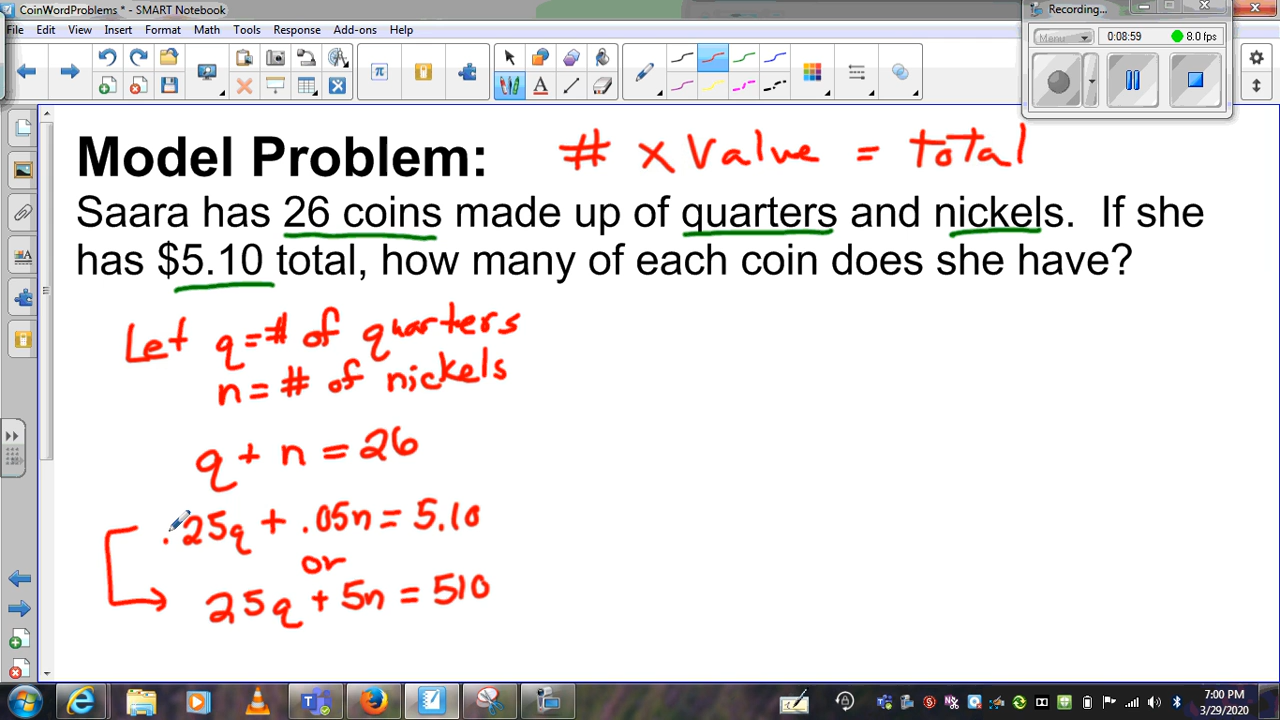 CoinWordProblems * - SMART Notebook
Recording...
File Edit View Insert Format Math Tools Response Add-ons Help
Menu 0:08:59 8.0 fps
π
A
Model Problem: # x Value = total
Saara has 26 coins made up of quarters and nickels. If she
has $5.10 total, how many of each coin does she have?
Let q = # of quarters
n = # of nickels
q + n = 26
.25q + .05n = 5.10
or
25q + 5n = 510
7:00 PM
3/29/2020